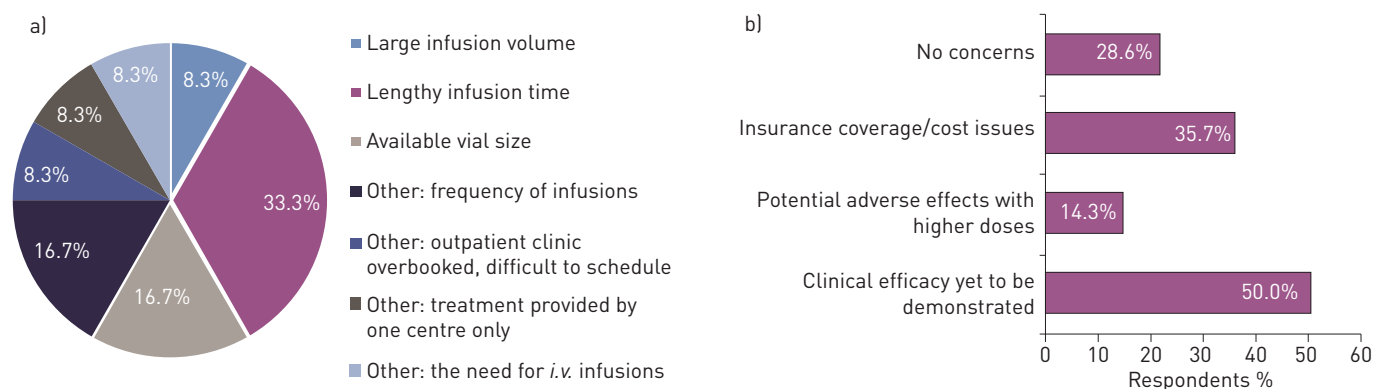 a)
8.3%
8.3%
33.3%
8.3%
8.3%
16.7%
16.7%
Large infusion volume
Lengthy infusion time
Available vial size
Other: frequency of infusions
Other: outpatient clinic
overbooked, difficult to schedule
Other: treatment provided by
one centre only
Other: the need for i.v. infusions
b)
No concerns
28.6%
Insurance coverage/cost issues
35.7%
Potential adverse effects with
higher doses
14.3%
Clinical efficacy yet to be
demonstrated
50.0%
0 10 20 30 40 50 60
Respondents %